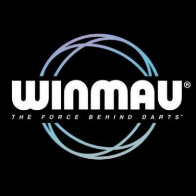 WINMAU®
THE FORCE BEHIND DARTS™